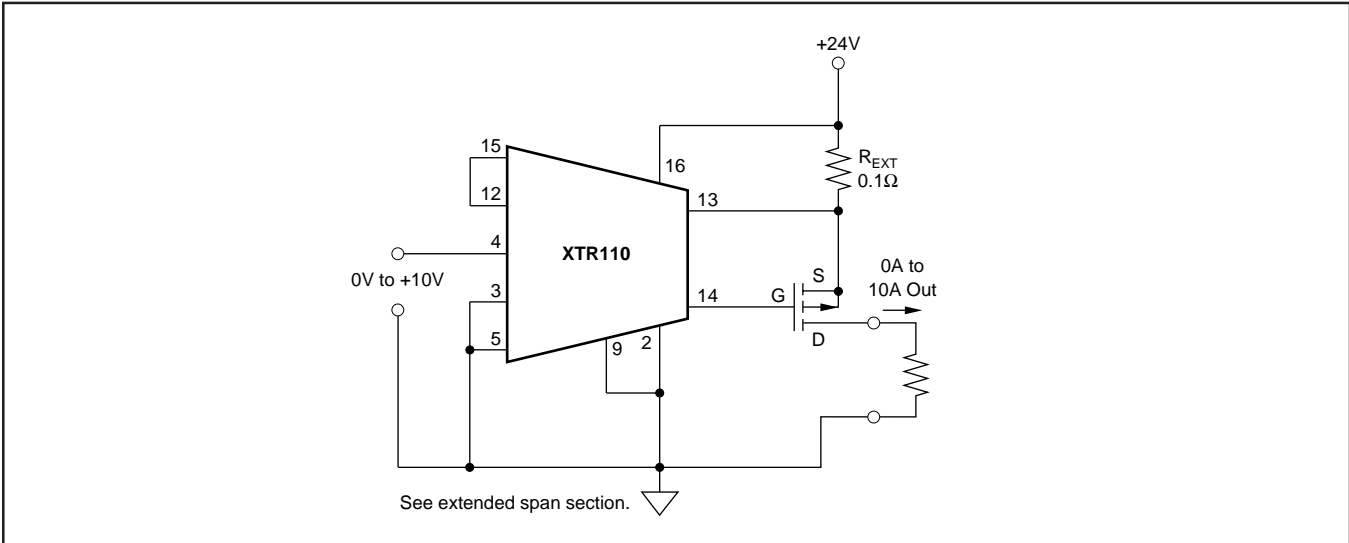 +24V
15
16
R_EXT
0.1Ω
12
13
4
XTR110
0V to +10V
0A to
10A Out
S
3
14
G
5
9
2
D
See extended span section.